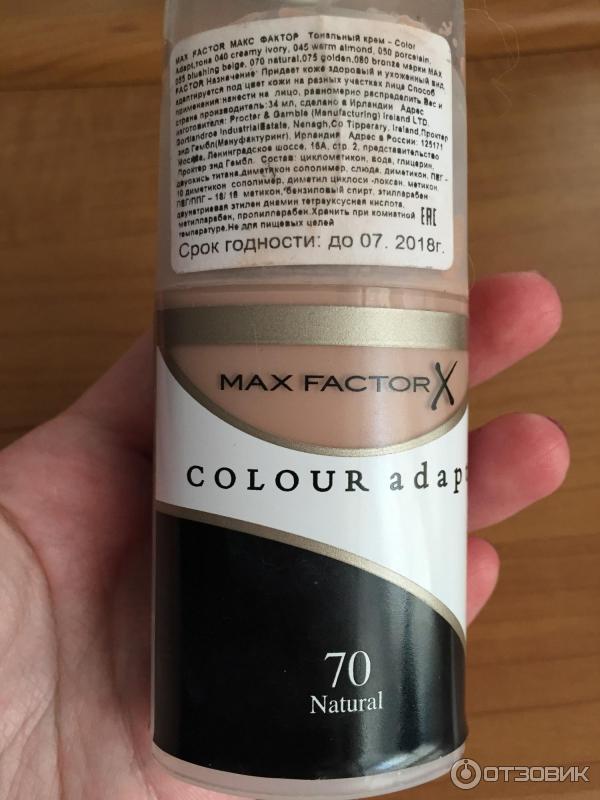 MAX FACTOR МАКС ФАКТОР Тональный крем – Color
Adapt,тона 040 creamy ivory, 045 warm almond, 050 porcelain,
055 blushing beige, 070 natural,075 golden,080 bronze марки MAX
FACTOR Назначение Придает коже здоровый и ухоженный вид,
адаптируется под цвет кожи на разных участках лица Способ
применения:нанести на лицо, равномерно распределить Вес и
страна производитель:34 мл, сделано в Ирландии Адрес
изготовителя: Procter & Gamble (Manufacturing) Ireland LTD.
IndustrialEstate, Nenagh,Co Tipperary, Ireland,Проктер
энд Гембл(Мануфактуринг). Ирландия Адрес в России: 125171
Москва, Ленинградское шоссе, 16А, стр. 2, представительство
Проктер энд Гембл. Состав: циклометикон, вода, глицерин,
двуокись титана,диметикон сополимер, слюда, диметикон, ПЕГ –
10 диметикон сополимер, диметил циклоси -локсан. метикон.
ПЕГ/ППГ – 18/ 18 метикон, бензиловый спирт, этилпарабен
двунатриевая этилен диамин тетрауксусная кислота,
метилпарабен, пропилпарабен.Хранить при комнатной EAC
температуре.Не для пищевых целей
Срок годности: до 07. 2018г.
MAX FACTOR X
COLOUR adapt
70
Natural
ОТЗОВИК